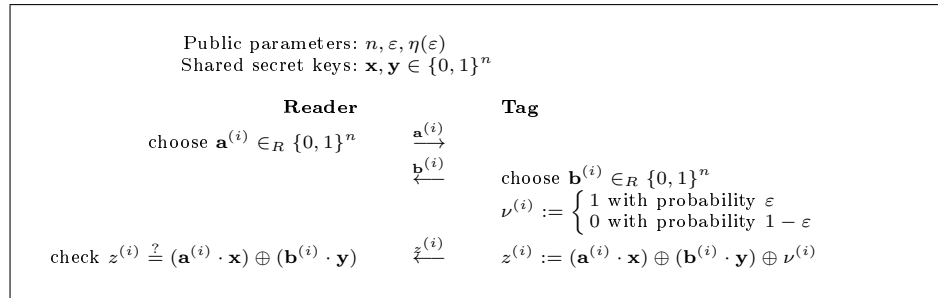 Public parameters: n, ε, η(ε)
Shared secret keys: x, y ∈ {0, 1}^n
Reader Tag
choose a^(i) ∈_R {0, 1}^n a^(i) ⟶
b^(i) ⟵ choose b^(i) ∈_R {0, 1}^n
ν^(i) := { 1 with probability ε
0 with probability 1 − ε
check z^(i) ≟ (a^(i) · x) ⊕ (b^(i) · y) z^(i) ⟵ z^(i) := (a^(i) · x) ⊕ (b^(i) · y) ⊕ ν^(i)